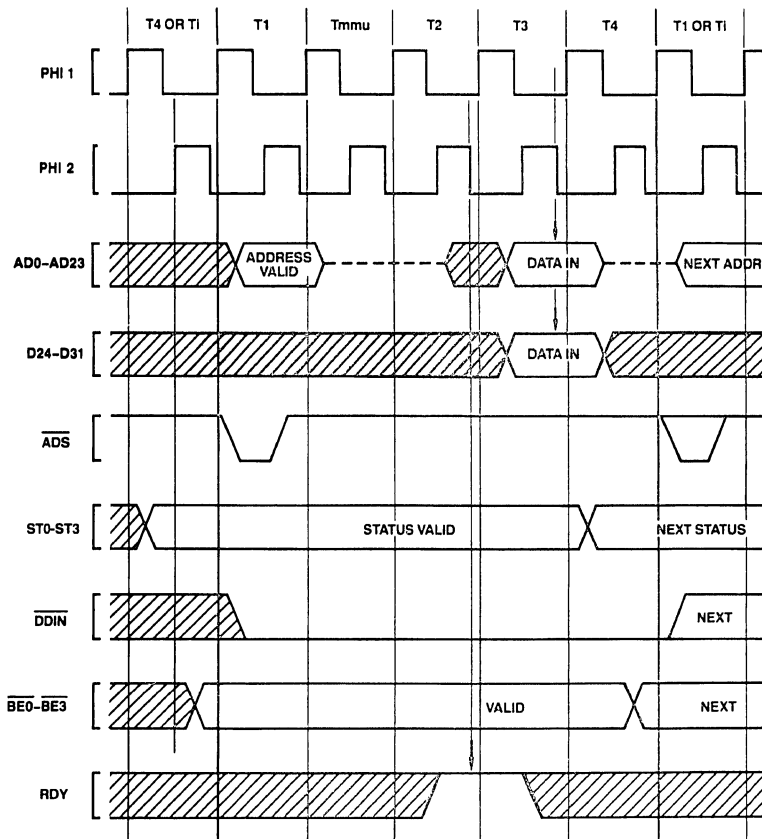 T4 OR Ti T1 Tmmu T2 T3 T4 T1 OR Ti
PHI 1
PHI 2
AD0–AD23 ADDRESS VALID DATA IN NEXT ADDR
D24–D31 DATA IN
ADS
ST0-ST3 STATUS VALID NEXT STATUS
DDIN NEXT
BE0–BE3 VALID NEXT
RDY